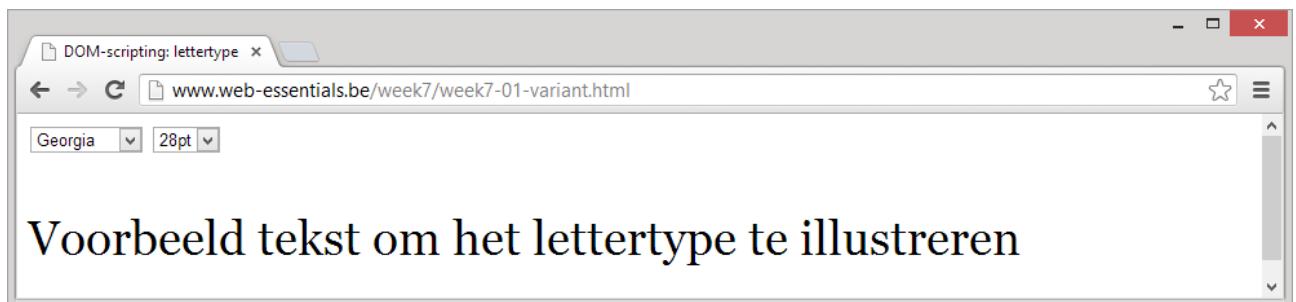 DOM-scripting: lettertype
www.web-essentials.be/week7/week7-01-variant.html
Georgia 28pt
Voorbeeld tekst om het lettertype te illustreren